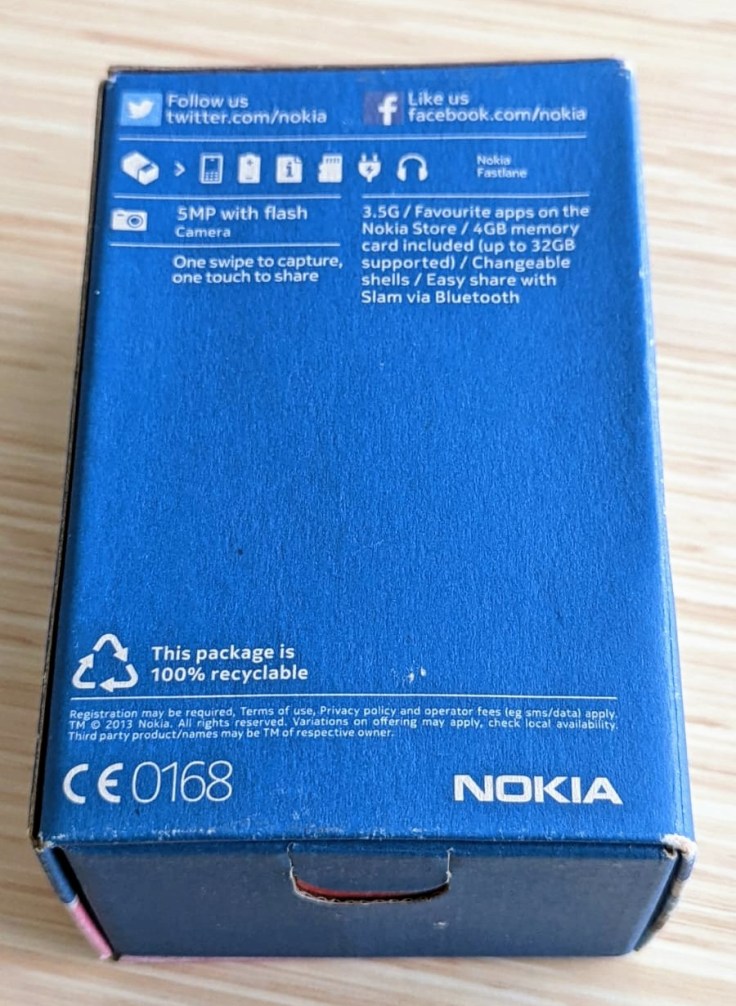 Follow us
twitter.com/nokia
Like us
facebook.com/nokia
Nokia
Fastlane
5MP with flash
Camera
One swipe to capture,
one touch to share
3.5G / Favourite apps on the
Nokia Store / 4GB memory
card included (up to 32GB
supported) / Changeable
shells / Easy share with
Slam via Bluetooth
This package is
100% recyclable
Registration may be required, Terms of use, Privacy policy and operator fees (eg sms/data) apply.
TM © 2013 Nokia. All rights reserved. Variations on offering may apply, check local availability.
Third party product/names may be TM of respective owner.
CE0168
NOKIA